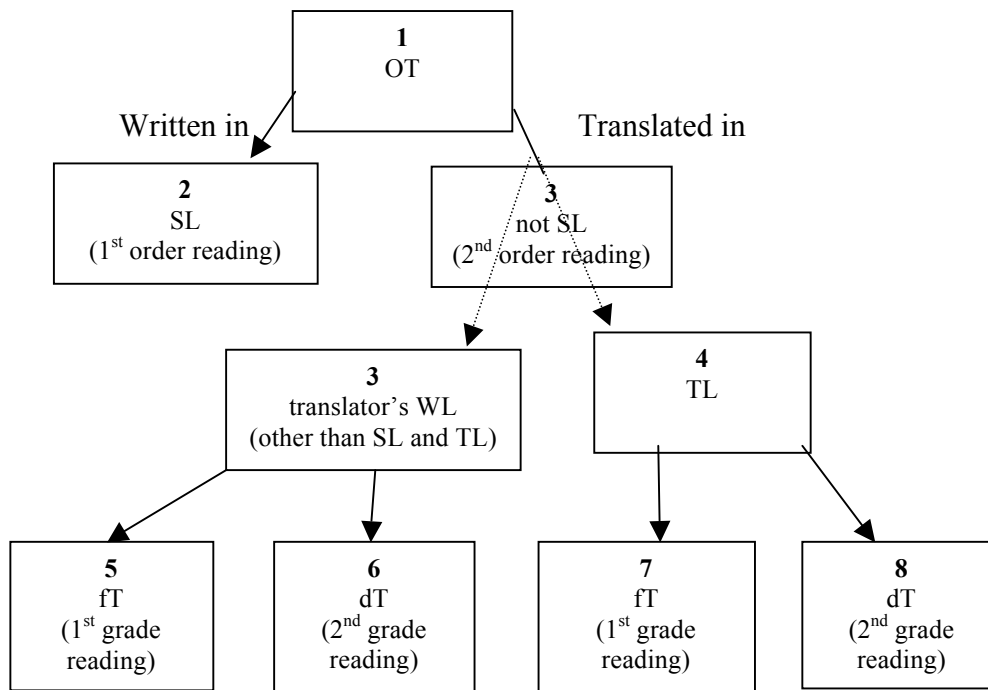 1
OT
Written in
Translated in
2
SL
(1st order reading)
3
not SL
(2nd order reading)
3
translator’s WL
(other than SL and TL)
4
TL
5
fT
(1st grade
reading)
6
dT
(2nd grade
reading)
7
fT
(1st grade
reading)
8
dT
(2nd grade
reading)